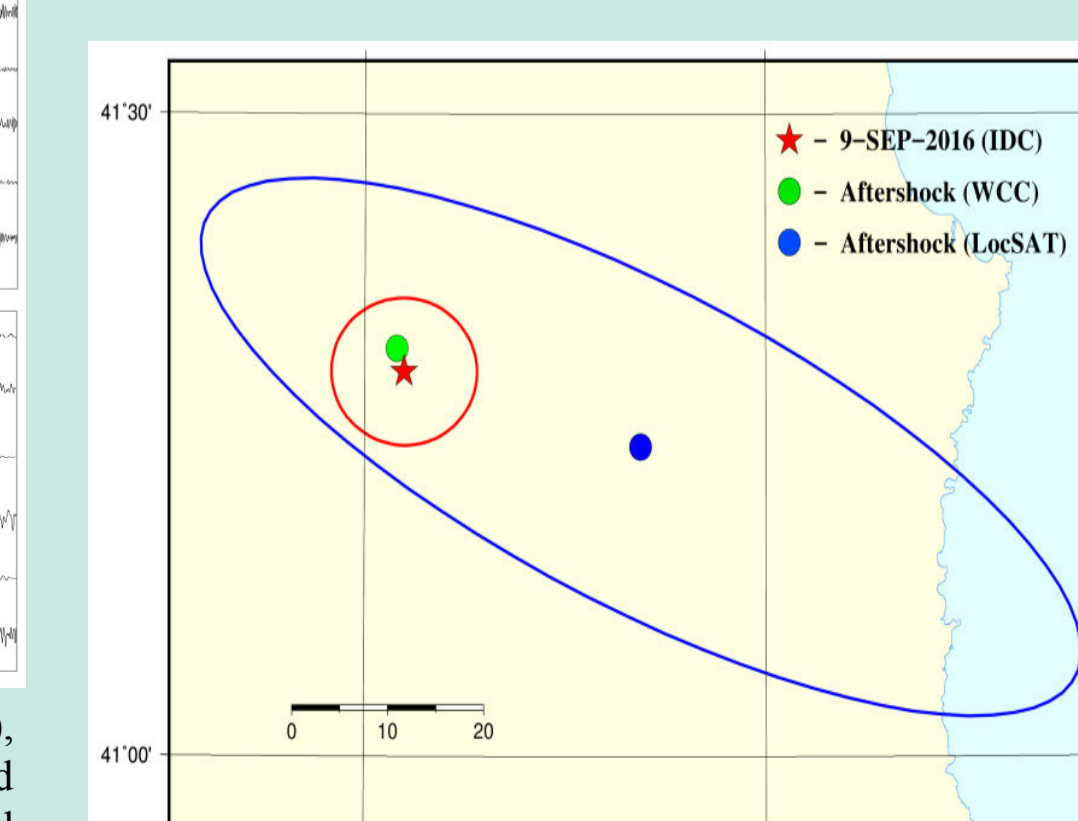 41°30'
– 9–SEP–2016 (IDC)
– Aftershock (WCC)
– Aftershock (LocSAT)
0 10 20
41°00'
),
d